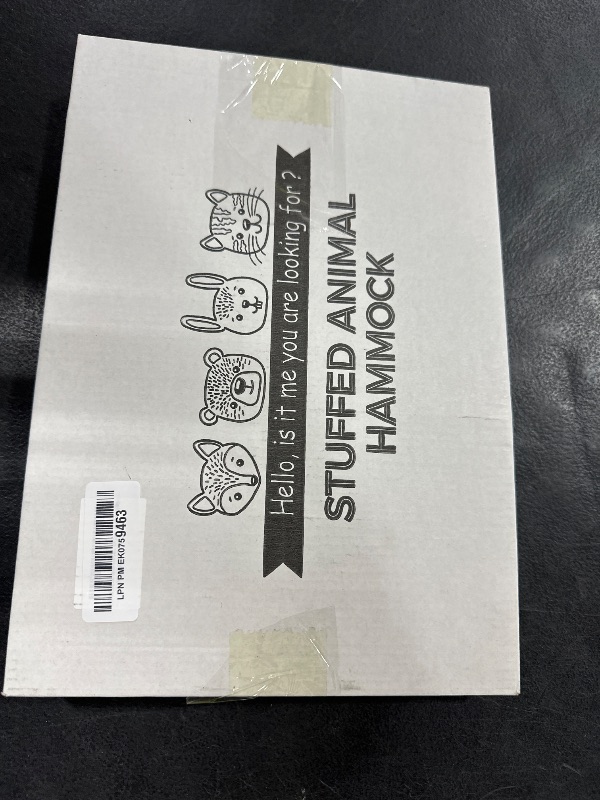 Hello, is it me you are looking for?
STUFFED ANIMAL
HAMMOCK
LPN PM EK0759463